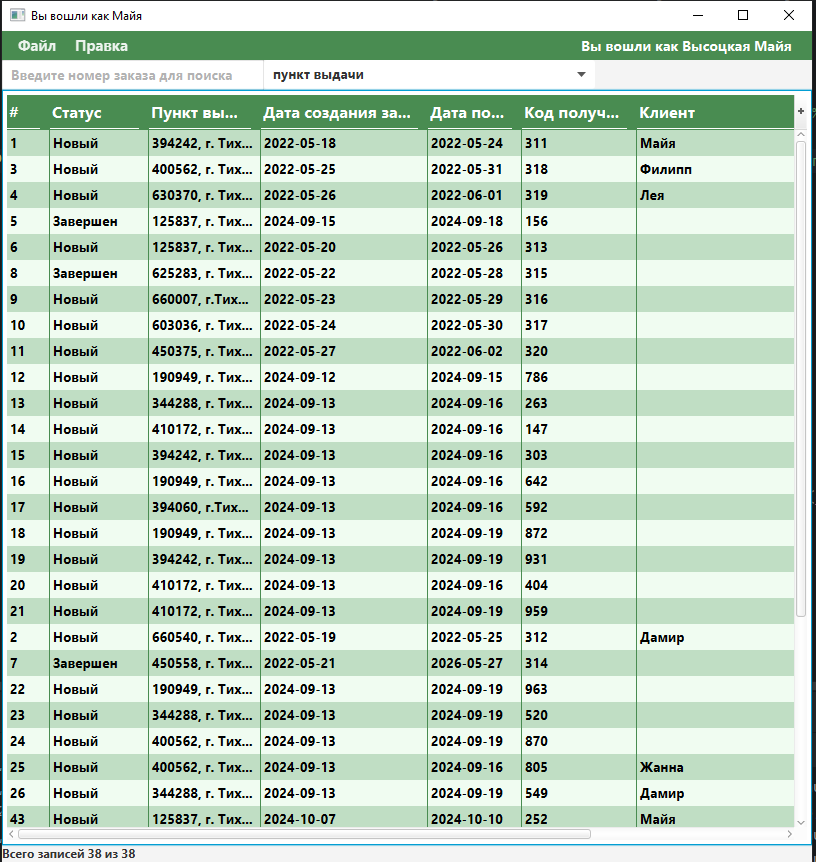 Вы вошли как Майя
Файл Правка Вы вошли как Высоцкая Майя
Введите номер заказа для поиска пункт выдачи
# Статус Пункт вы... Дата создания за... Дата по... Код получ... Клиент +
1 Новый 394242, г. Тих... 2022-05-18 2022-05-24 311 Майя
3 Новый 400562, г. Тих... 2022-05-25 2022-05-31 318 Филипп
4 Новый 630370, г. Тих... 2022-05-26 2022-06-01 319 Лея
5 Завершен 125837, г. Тих... 2024-09-15 2024-09-18 156
6 Новый 125837, г. Тих... 2022-05-20 2022-05-26 313
8 Завершен 625283, г. Тих... 2022-05-22 2022-05-28 315
9 Новый 660007, г.Тих... 2022-05-23 2022-05-29 316
10 Новый 603036, г. Тих... 2022-05-24 2022-05-30 317
11 Новый 450375, г. Тих... 2022-05-27 2022-06-02 320
12 Новый 190949, г. Тих... 2024-09-12 2024-09-15 786
13 Новый 344288, г. Тих... 2024-09-13 2024-09-16 263
14 Новый 410172, г. Тих... 2024-09-13 2024-09-16 147
15 Новый 394242, г. Тих... 2024-09-13 2024-09-16 303
16 Новый 190949, г. Тих... 2024-09-13 2024-09-16 642
17 Новый 394060, г.Тих... 2024-09-13 2024-09-16 592
18 Новый 190949, г. Тих... 2024-09-13 2024-09-19 872
19 Новый 394242, г. Тих... 2024-09-13 2024-09-19 931
20 Новый 410172, г. Тих... 2024-09-13 2024-09-16 404
21 Новый 410172, г. Тих... 2024-09-13 2024-09-19 959
2 Новый 660540, г. Тих... 2022-05-19 2022-05-25 312 Дамир
7 Завершен 450558, г. Тих... 2022-05-21 2026-05-27 314
22 Новый 190949, г. Тих... 2024-09-13 2024-09-19 963
23 Новый 344288, г. Тих... 2024-09-13 2024-09-19 520
24 Новый 400562, г. Тих... 2024-09-13 2024-09-19 870
25 Новый 400562, г. Тих... 2024-09-13 2024-09-16 805 Жанна
26 Новый 344288, г. Тих... 2024-09-13 2024-09-19 549 Дамир
43 Новый 125837, г. Тих... 2024-10-07 2024-10-10 252 Майя
Всего записей 38 из 38